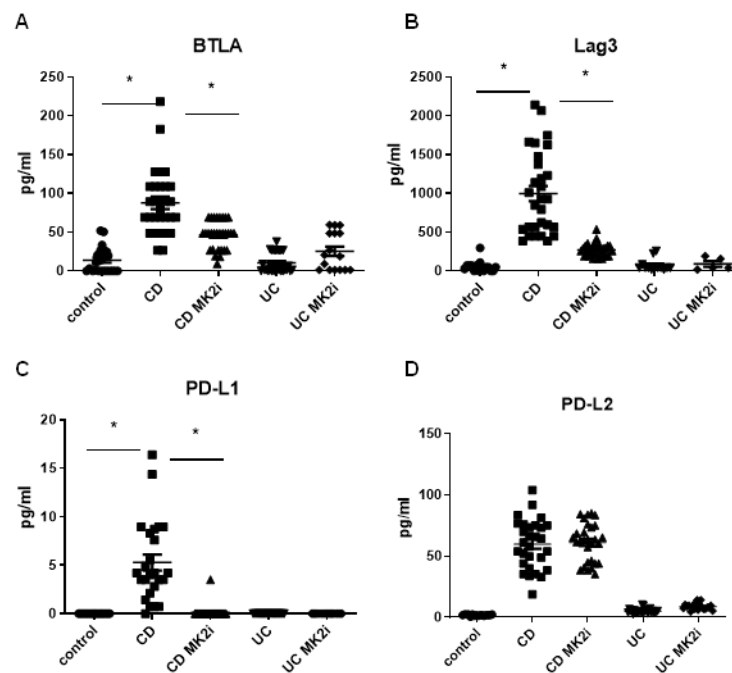 A
BTLA
*
*
250
200
150
100
50
0
pg/ml
control
CD
CD MK2i
UC
UC MK2i
B
Lag3
*
*
2500
2000
1500
1000
500
0
pg/ml
control
CD
CD MK2i
UC
UC MK2i
C
PD-L1
*
*
20
15
10
5
0
pg/ml
control
CD
CD MK2i
UC
UC MK2i
D
PD-L2
150
100
50
0
pg/ml
control
CD
CD MK2i
UC
UC MK2i